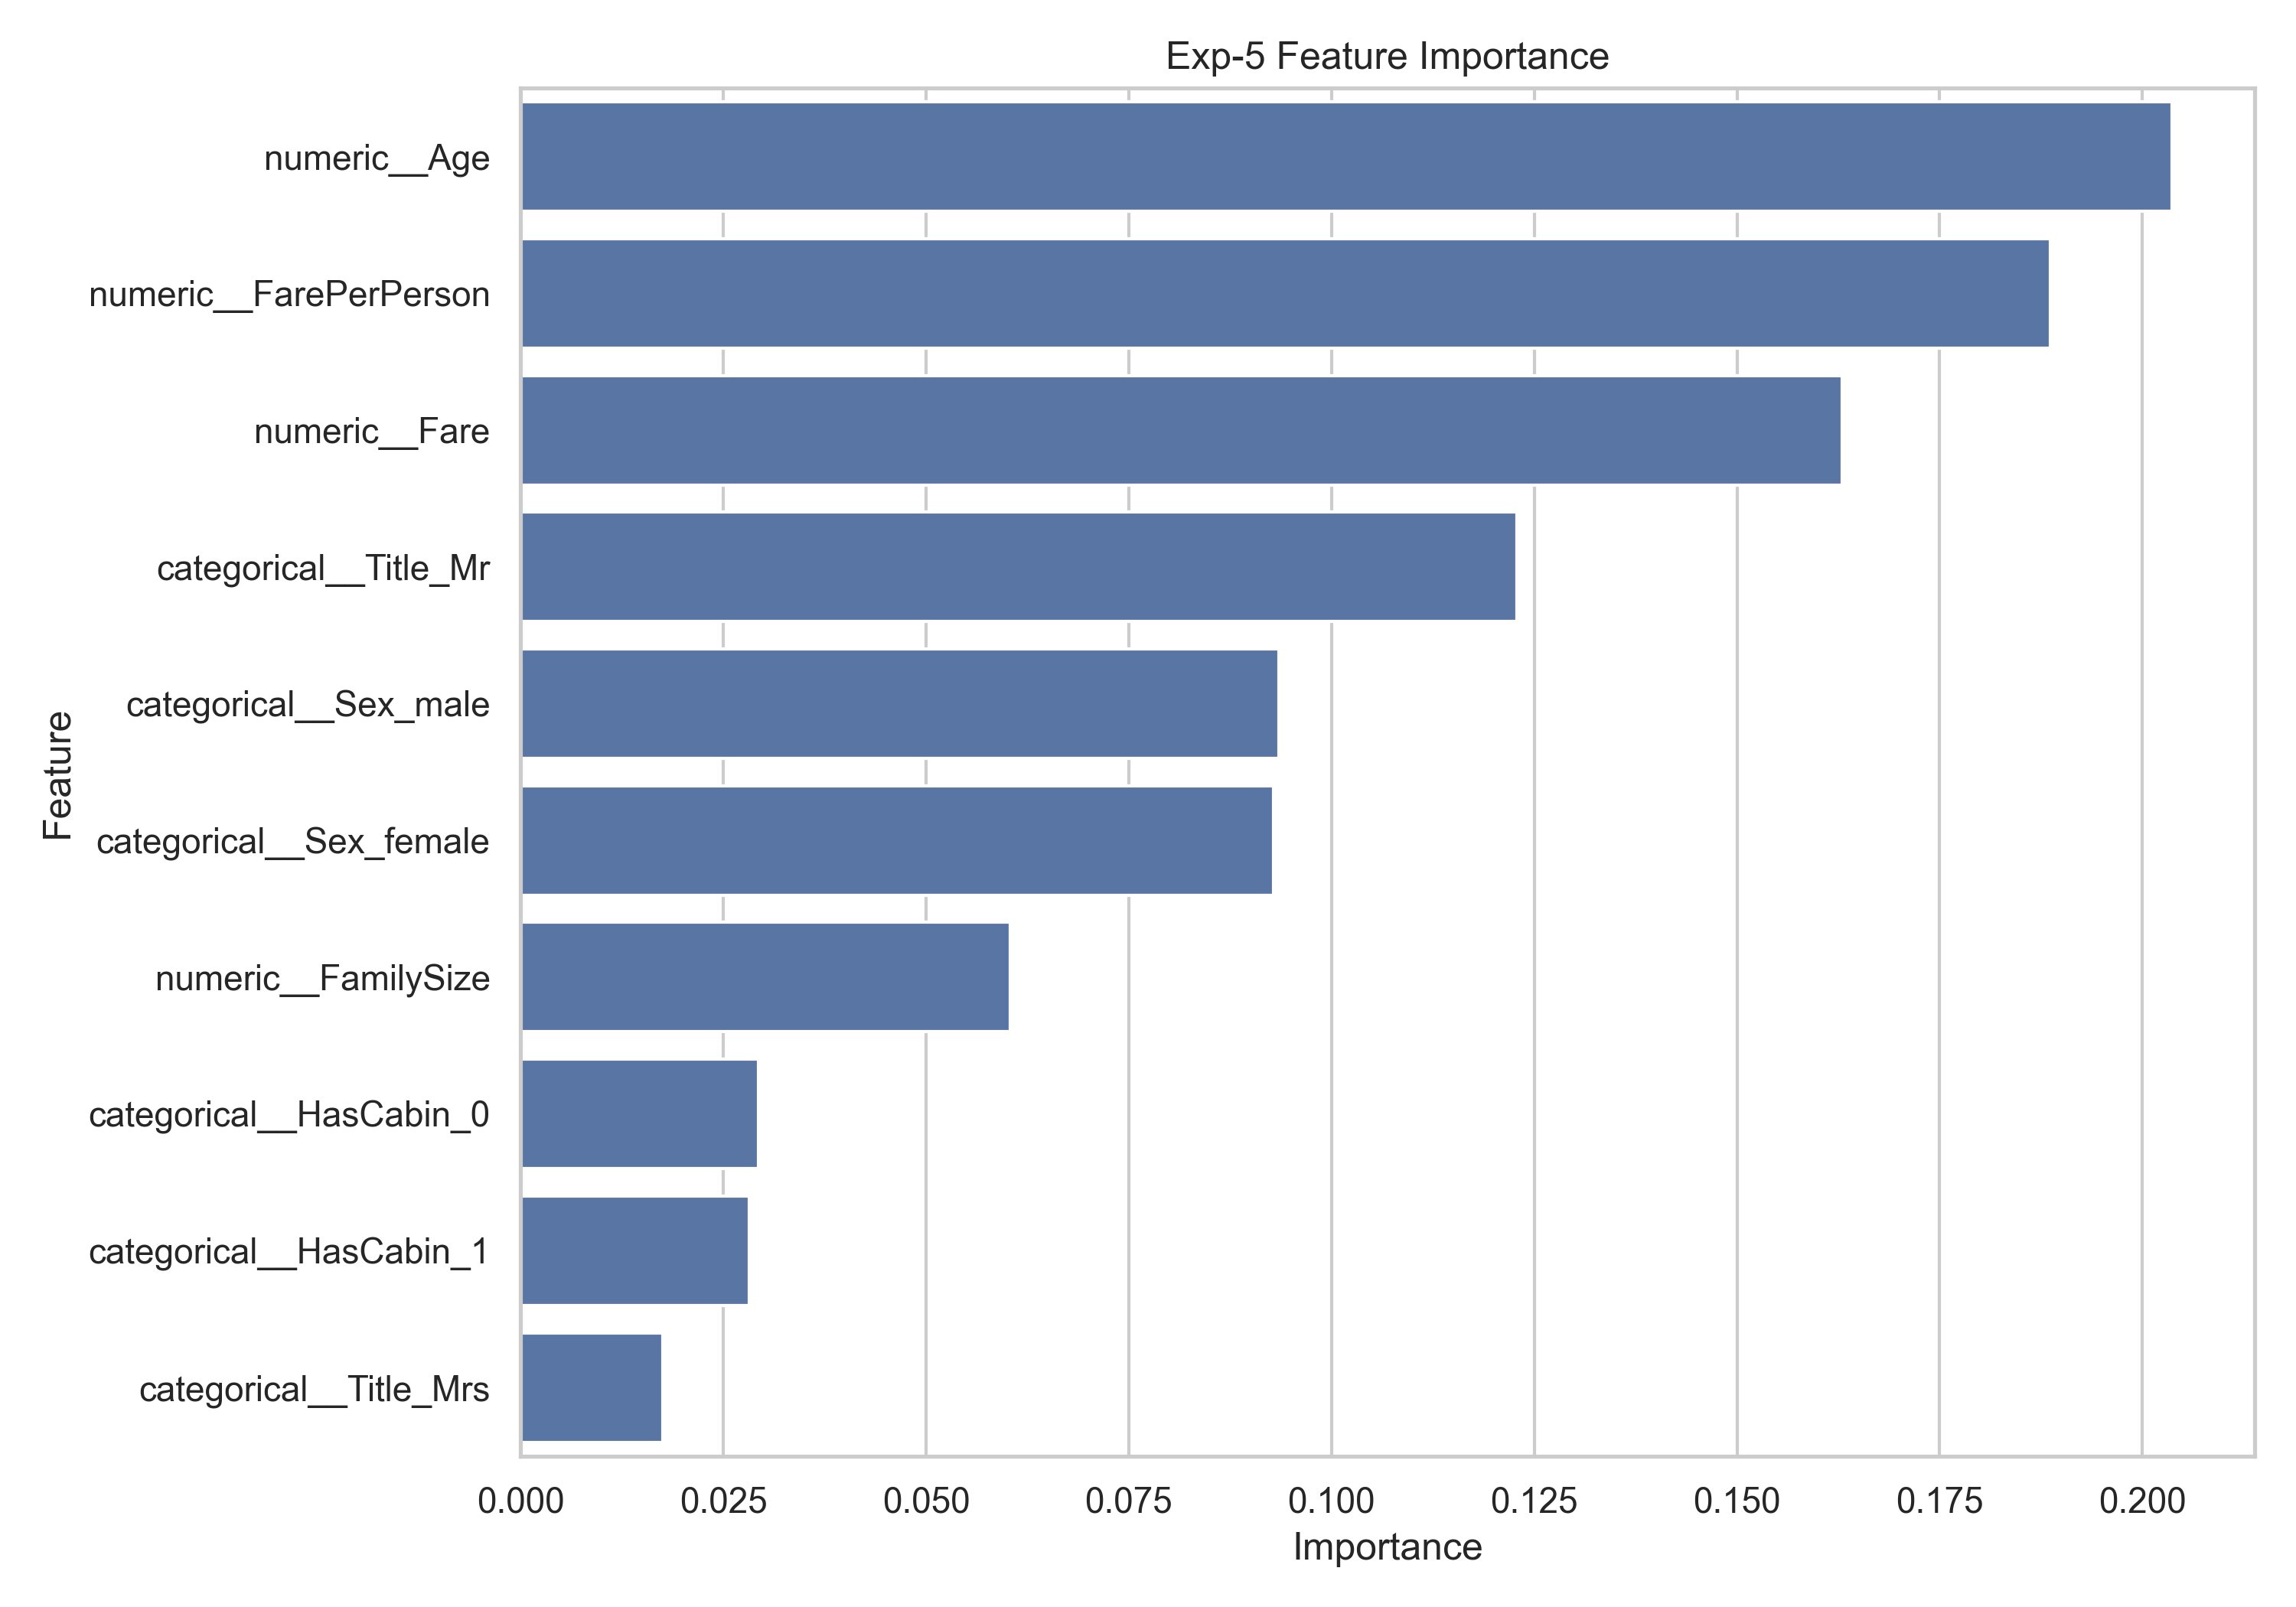 Exp-5 Feature Importance
Feature
numeric__Age
numeric__FarePerPerson
numeric__Fare
categorical__Title_Mr
categorical__Sex_male
categorical__Sex_female
numeric__FamilySize
categorical__HasCabin_0
categorical__HasCabin_1
categorical__Title_Mrs
0.000 0.025 0.050 0.075 0.100 0.125 0.150 0.175 0.200
Importance